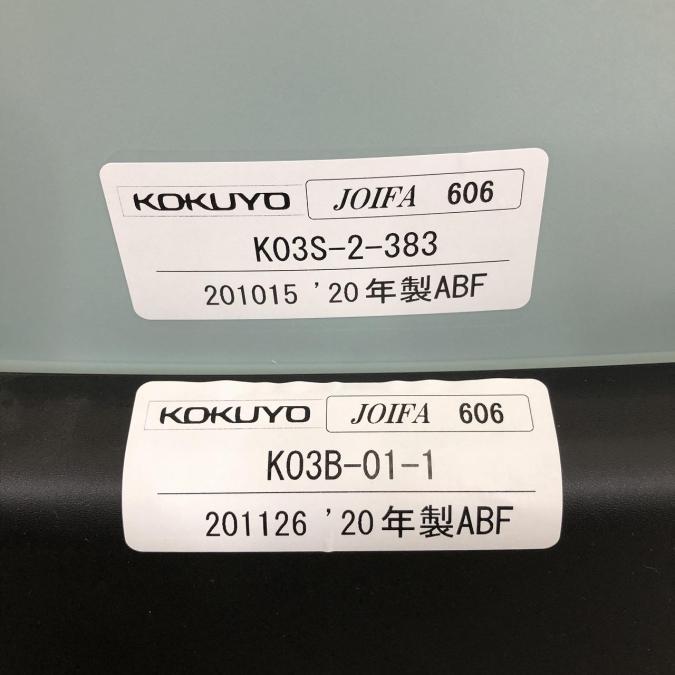 KOKUYO JOIFA 606
K03S-2-383
201015 '20年製ABF
KOKUYO JOIFA 606
K03B-01-1
201126 '20年製ABF